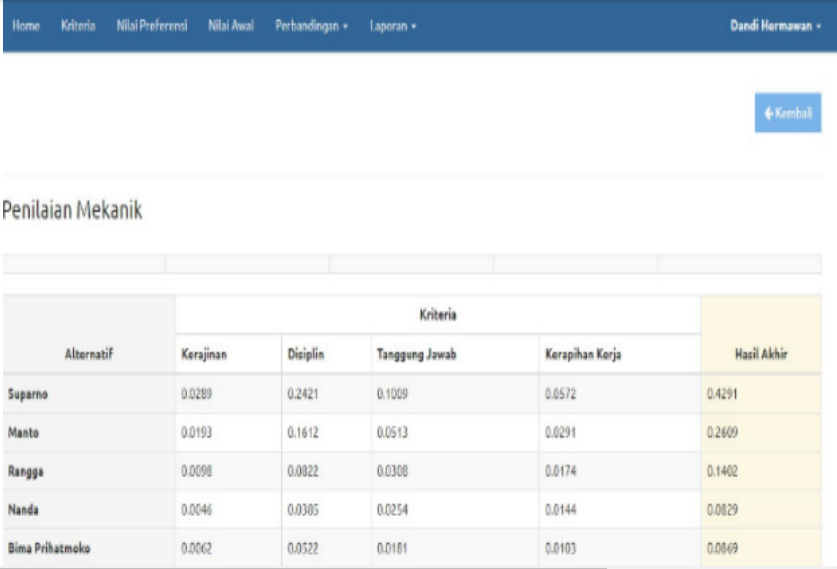 Home Kriteria Nilai Preferensi Nilai Awal Perbandingan Laporan Dandi Hermawan
Kembali
Penilaian Mekanik
Kriteria
Alternatif Kerajinan Disiplin Tanggung Jawab Kerapihan Kerja Hasil Akhir
Suparno 0.0289 0.2421 0.1009 0.0572 0.4291
Manto 0.0193 0.1612 0.0513 0.0291 0.2609
Rangga 0.0098 0.0822 0.0308 0.0174 0.1402
Nanda 0.0046 0.0385 0.0254 0.0144 0.0829
Bima Prihatmoko 0.0062 0.0522 0.0181 0.0103 0.0869